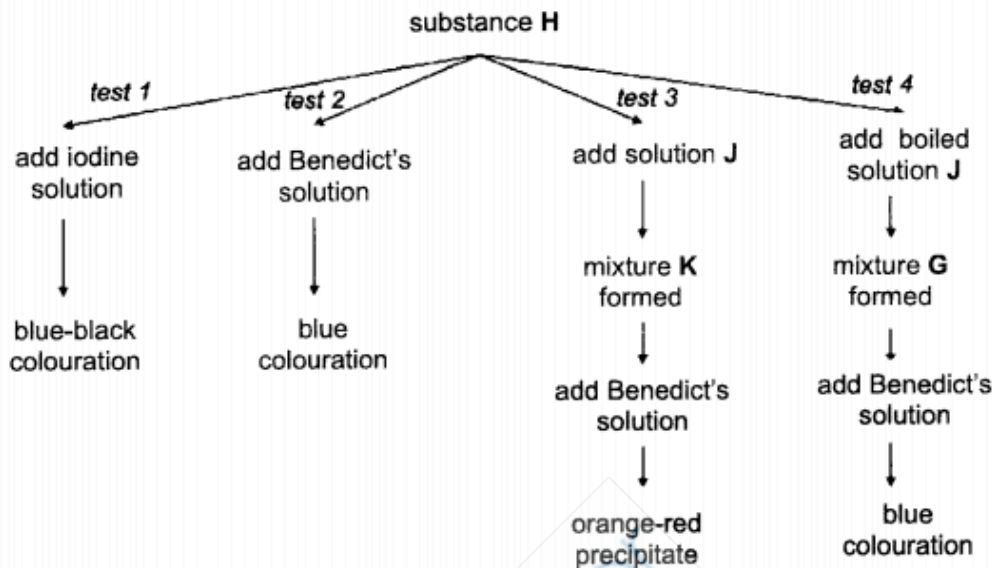 substance H
test 1
test 2
test 3
test 4
add iodine
solution
blue-black
colouration
add Benedict's
solution
blue
colouration
add solution J
mixture K
formed
add Benedict's
solution
orange-red
precipitate
add boiled
solution J
mixture G
formed
add Benedict's
solution
blue
colouration